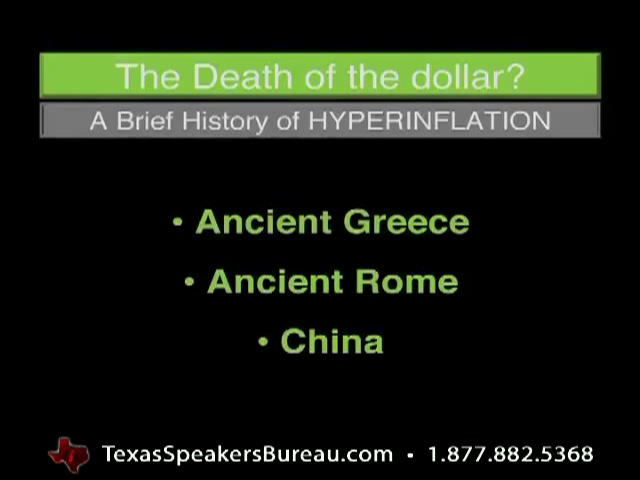 The Death of the dollar?
A Brief History of HYPERINFLATION
• Ancient Greece
• Ancient Rome
• China
TexasSpeakersBureau.com • 1.877.882.5368